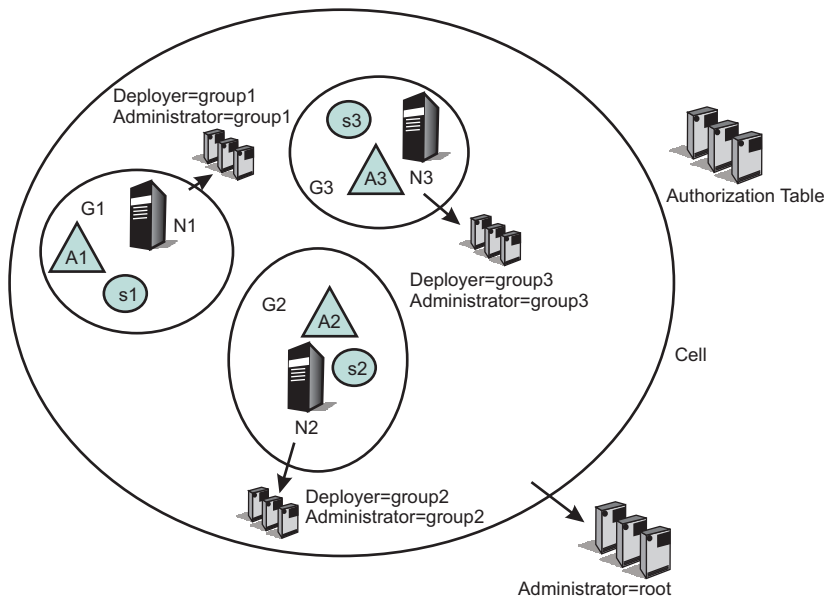 Deployer=group1
Administrator=group1
s3
G3
A3
N3
Authorization Table
G1
N1
A1
s1
Deployer=group3
Administrator=group3
G2
A2
s2
N2
Cell
Deployer=group2
Administrator=group2
Administrator=root